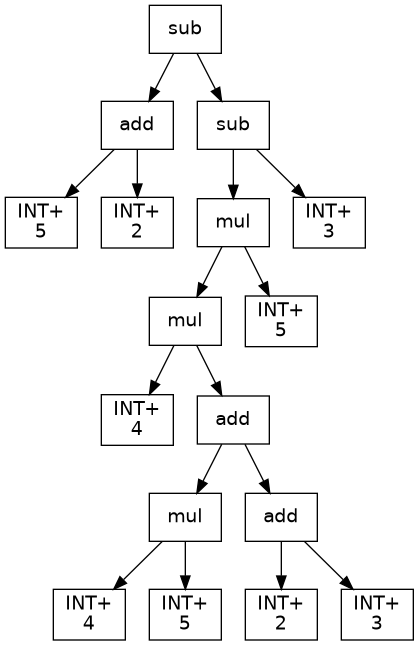 sub
add
sub
INT+
5
INT+
2
mul
INT+
3
mul
INT+
5
INT+
4
add
mul
add
INT+
4
INT+
5
INT+
2
INT+
3